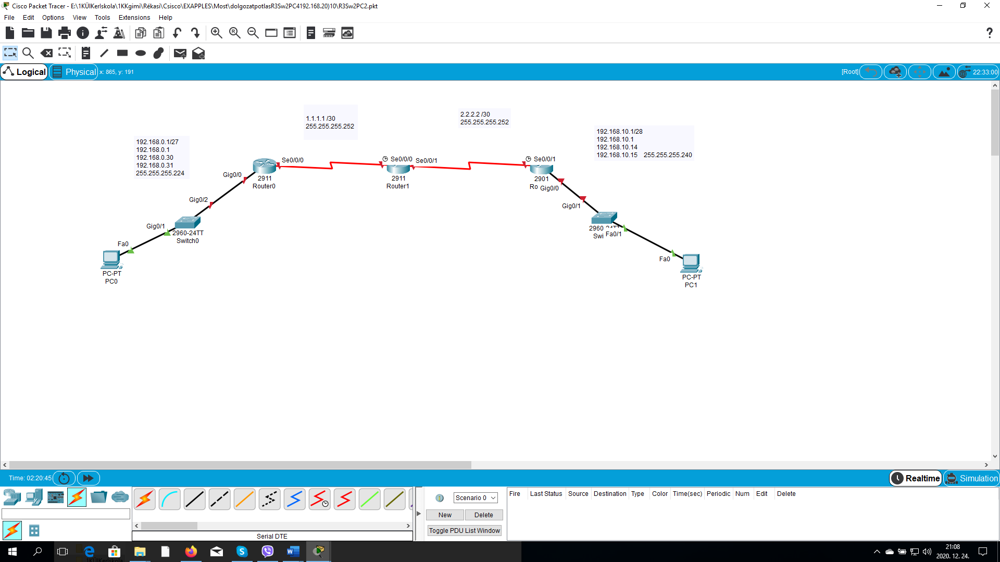 Cisco Packet Tracer - E:\1KÜlKerIskola\1KKgimi\Rékasi\Csisco\EXAPPLES\Most\dolgozatpotlasR3Sw2PC4192.168.20)10\R3Sw2PC2.pkt
File Edit Options View Tools Extensions Help
Logical Physical x: 865, y: 191 [Root] 22:33:00
1.1.1.1 /30
255.255.255.252
2.2.2.2 /30
255.255.255.252
192.168.0.1/27
192.168.0.1
192.168.0.30
192.168.0.31
255.255.255.224
192.168.10.1/28
192.168.10.1
192.168.10.14
192.168.10.15 255.255.255.240
Se0/0/0
Se0/0/0
Se0/0/1
Se0/0/1
Gig0/0
2911
Router0
2911
Router1
2901
Ro
Gig0/0
Gig0/2
Gig0/1
Gig0/1
2960-24TT
Switch0
2960-24TT
Swi
Fa0/1
Fa0
PC-PT
PC0
Fa0
PC-PT
PC1
Time: 02:20:45 Realtime Simulation
Scenario 0
New Delete
Toggle PDU List Window
Fire Last Status Source Destination Type Color Time(sec) Periodic Num Edit Delete
Serial DTE
21:08
2020. 12. 24.